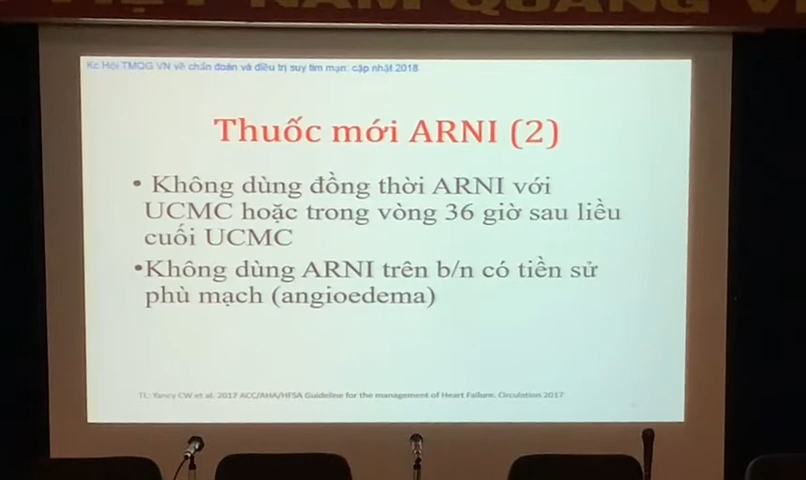 VIỆT NAM QUANG V
Kc Hội TMQG VN về chẩn đoán và điều trị suy tim mạn: cập nhật 2018
Thuốc mới ARNI (2)
• Không dùng đồng thời ARNI với
UCMC hoặc trong vòng 36 giờ sau liều
cuối UCMC
•Không dùng ARNI trên b/n có tiền sử
phù mạch (angioedema)
TL: Yancy CW et al. 2017 ACC/AHA/HFSA Guideline for the management of Heart Failure. Circulation 2017